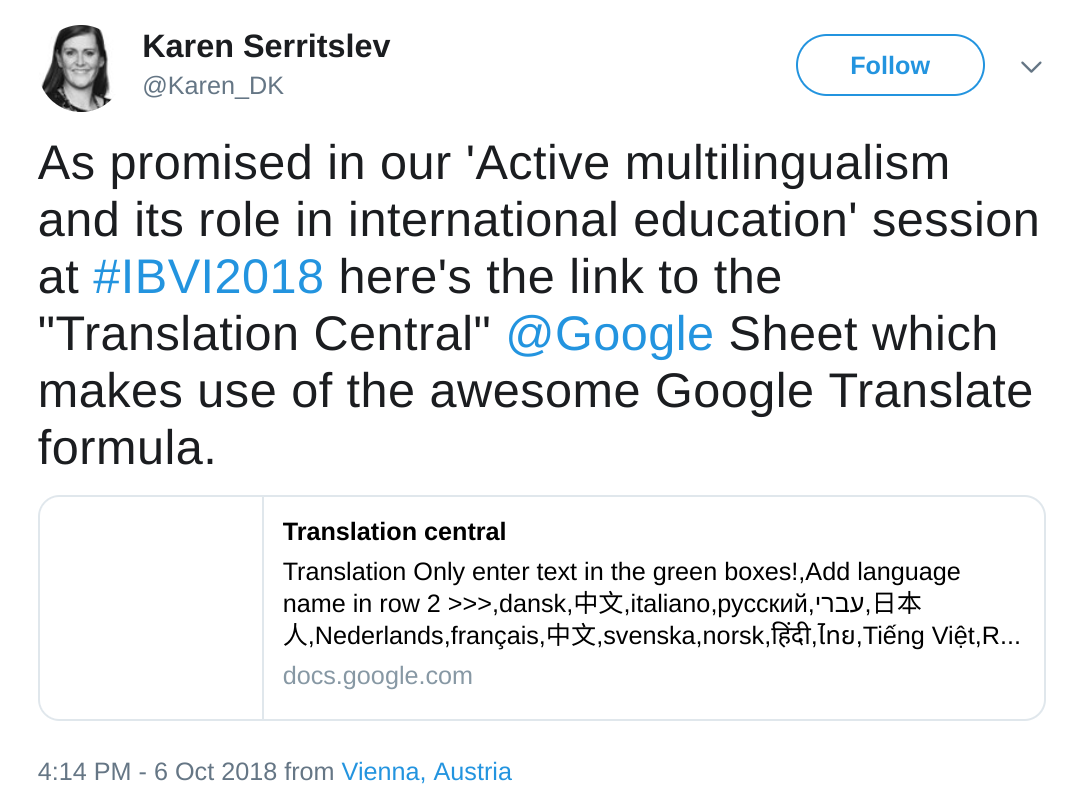 Karen Serritslev
@Karen_DK
Follow
As promised in our 'Active multilingualism
and its role in international education' session
at #IBVI2018 here's the link to the
"Translation Central" @Google Sheet which
makes use of the awesome Google Translate
formula.
Translation central
Translation Only enter text in the green boxes!,Add language
name in row 2 >>>,dansk,中文,italiano,русский,עברי,日本
人,Nederlands,français,中文,svenska,norsk,हिंदी,ไทย,Tiếng Việt,R...
docs.google.com
4:14 PM - 6 Oct 2018 from Vienna, Austria